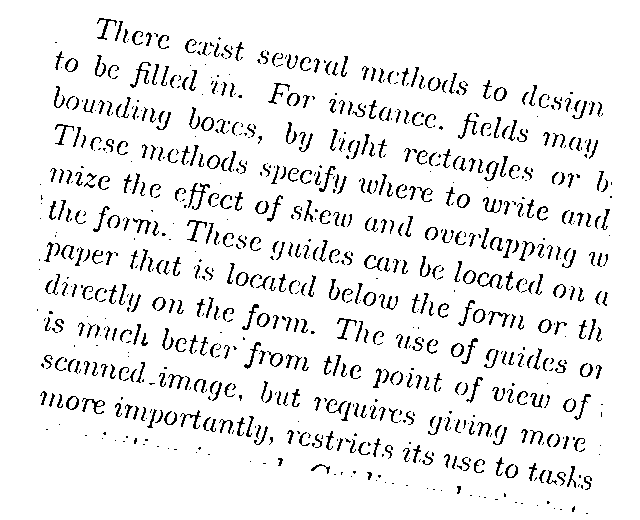 There exist several methods to design
to be filled in. For instance. fields may
bounding boxes, by light rectangles or
These methods specify where to write and
mize the effect of skew and overlapping w
the form. These guides can be located on a
paper that is located below the form or th
directly on the form. The use of guides or
is much better from the point of view of
scanned image, but requires giving more
more importantly, restricts its use to tasks